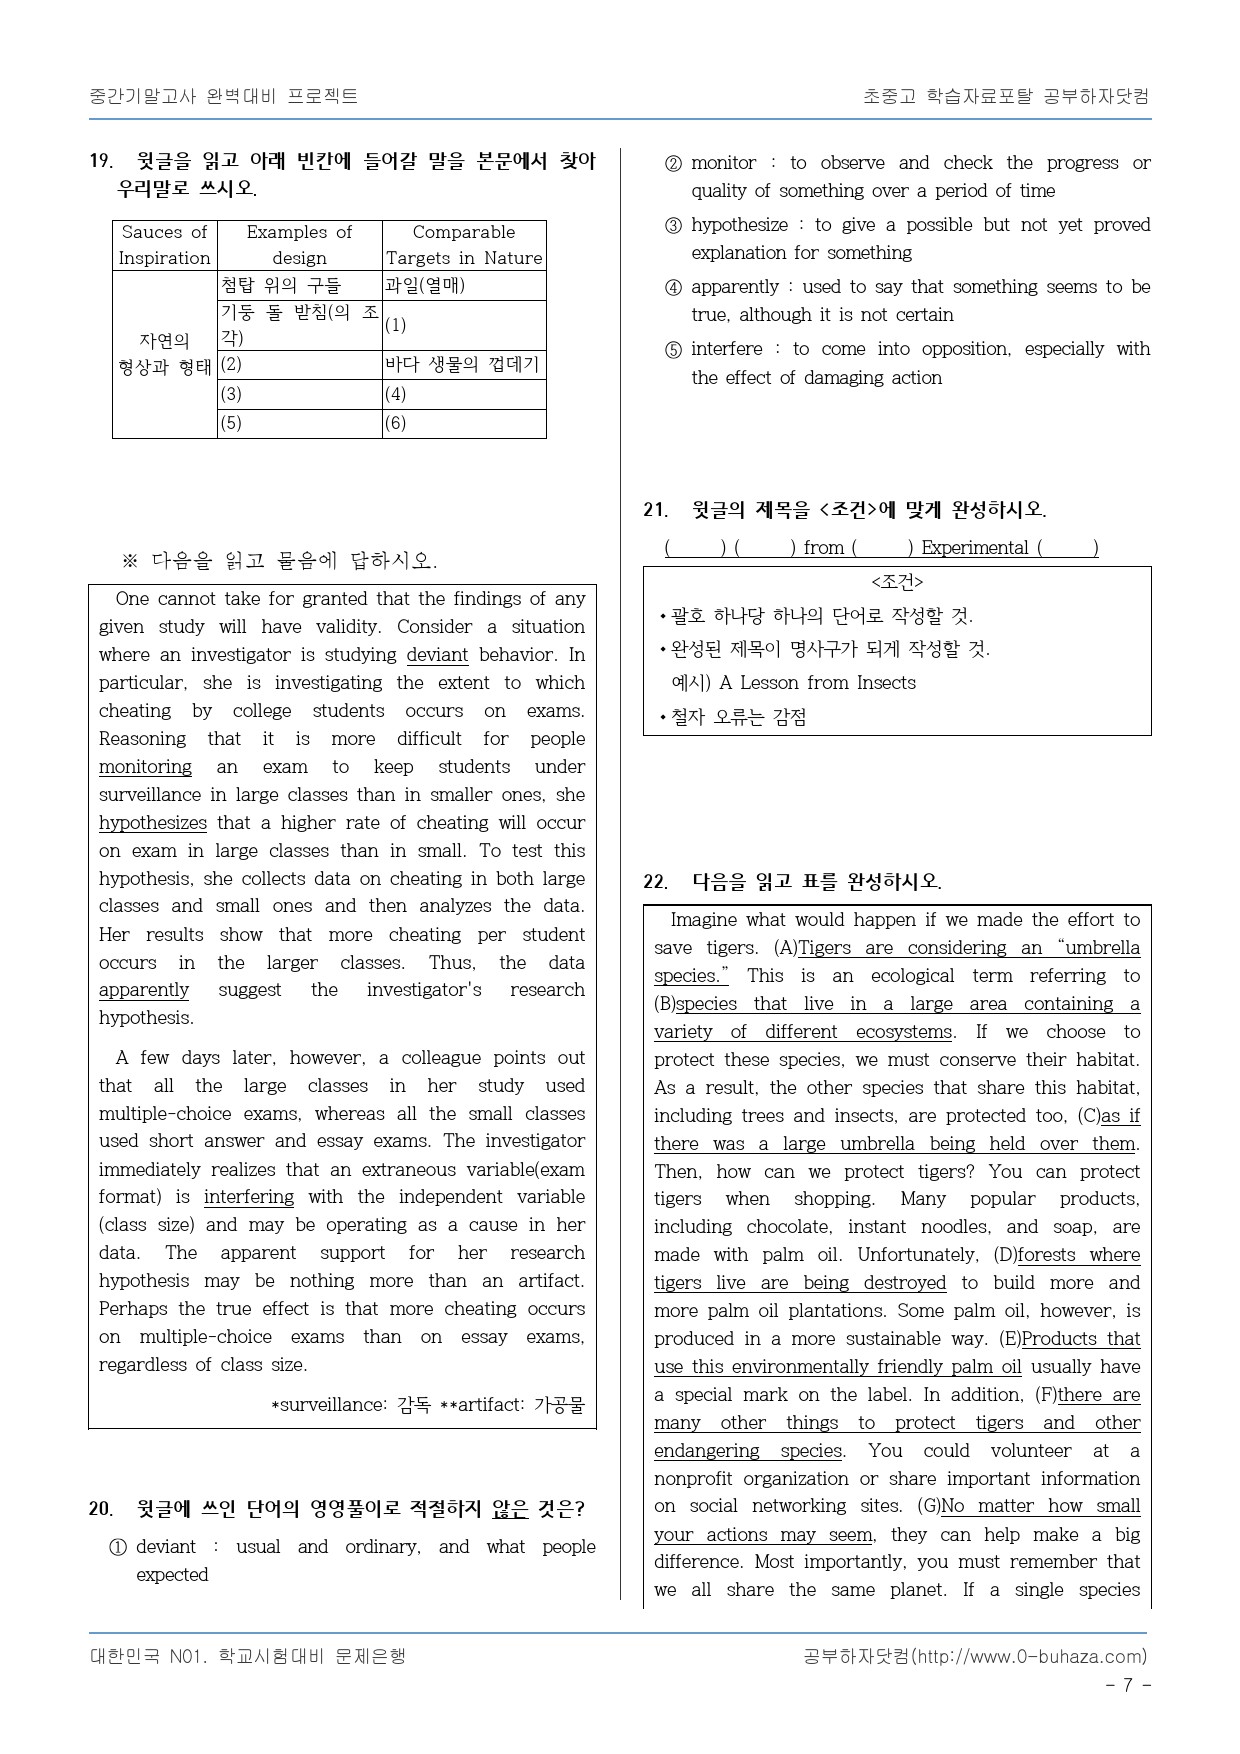 중간기말고사 완벽대비 프로젝트
초중고 학습자료포탈 공부하자닷컴
19. 윗글을 읽고 아래 빈칸에 들어갈 말을 본문에서 찾아
우리말로 쓰시오.
Sauces of Inspiration
Examples of design
Comparable Targets in Nature
자연의 형상과 형태
첨탑 위의 구들
과일(열매)
기둥 돌 받침(의 조각)
(1)
(2)
바다 생물의 껍데기
(3)
(4)
(5)
(6)
※ 다음을 읽고 물음에 답하시오.
One cannot take for granted that the findings of any
given study will have validity. Consider a situation
where an investigator is studying deviant behavior. In
particular, she is investigating the extent to which
cheating by college students occurs on exams.
Reasoning that it is more difficult for people
monitoring an exam to keep students under
surveillance in large classes than in smaller ones, she
hypothesizes that a higher rate of cheating will occur
on exam in large classes than in small. To test this
hypothesis, she collects data on cheating in both large
classes and small ones and then analyzes the data.
Her results show that more cheating per student
occurs in the larger classes. Thus, the data
apparently suggest the investigator's research
hypothesis.
A few days later, however, a colleague points out
that all the large classes in her study used
multiple-choice exams, whereas all the small classes
used short answer and essay exams. The investigator
immediately realizes that an extraneous variable(exam
format) is interfering with the independent variable
(class size) and may be operating as a cause in her
data. The apparent support for her research
hypothesis may be nothing more than an artifact.
Perhaps the true effect is that more cheating occurs
on multiple-choice exams than on essay exams,
regardless of class size.
*surveillance: 감독 **artifact: 가공물
20. 윗글에 쓰인 단어의 영영풀이로 적절하지 않은 것은?
① deviant : usual and ordinary, and what people
expected
② monitor : to observe and check the progress or
quality of something over a period of time
③ hypothesize : to give a possible but not yet proved
explanation for something
④ apparently : used to say that something seems to be
true, although it is not certain
⑤ interfere : to come into opposition, especially with
the effect of damaging action
21. 윗글의 제목을 <조건>에 맞게 완성하시오.
( ) ( ) from ( ) Experimental ( )
<조건>
•괄호 하나당 하나의 단어로 작성할 것.
•완성된 제목이 명사구가 되게 작성할 것.
예시) A Lesson from Insects
•철자 오류는 감점
22. 다음을 읽고 표를 완성하시오.
Imagine what would happen if we made the effort to
save tigers. (A)Tigers are considering an “umbrella
species.” This is an ecological term referring to
(B)species that live in a large area containing a
variety of different ecosystems. If we choose to
protect these species, we must conserve their habitat.
As a result, the other species that share this habitat,
including trees and insects, are protected too, (C)as if
there was a large umbrella being held over them.
Then, how can we protect tigers? You can protect
tigers when shopping. Many popular products,
including chocolate, instant noodles, and soap, are
made with palm oil. Unfortunately, (D)forests where
tigers live are being destroyed to build more and
more palm oil plantations. Some palm oil, however, is
produced in a more sustainable way. (E)Products that
use this environmentally friendly palm oil usually have
a special mark on the label. In addition, (F)there are
many other things to protect tigers and other
endangering species. You could volunteer at a
nonprofit organization or share important information
on social networking sites. (G)No matter how small
your actions may seem, they can help make a big
difference. Most importantly, you must remember that
we all share the same planet. If a single species
대한민국 N01. 학교시험대비 문제은행
공부하자닷컴(http://www.0-buhaza.com)
- 7 -